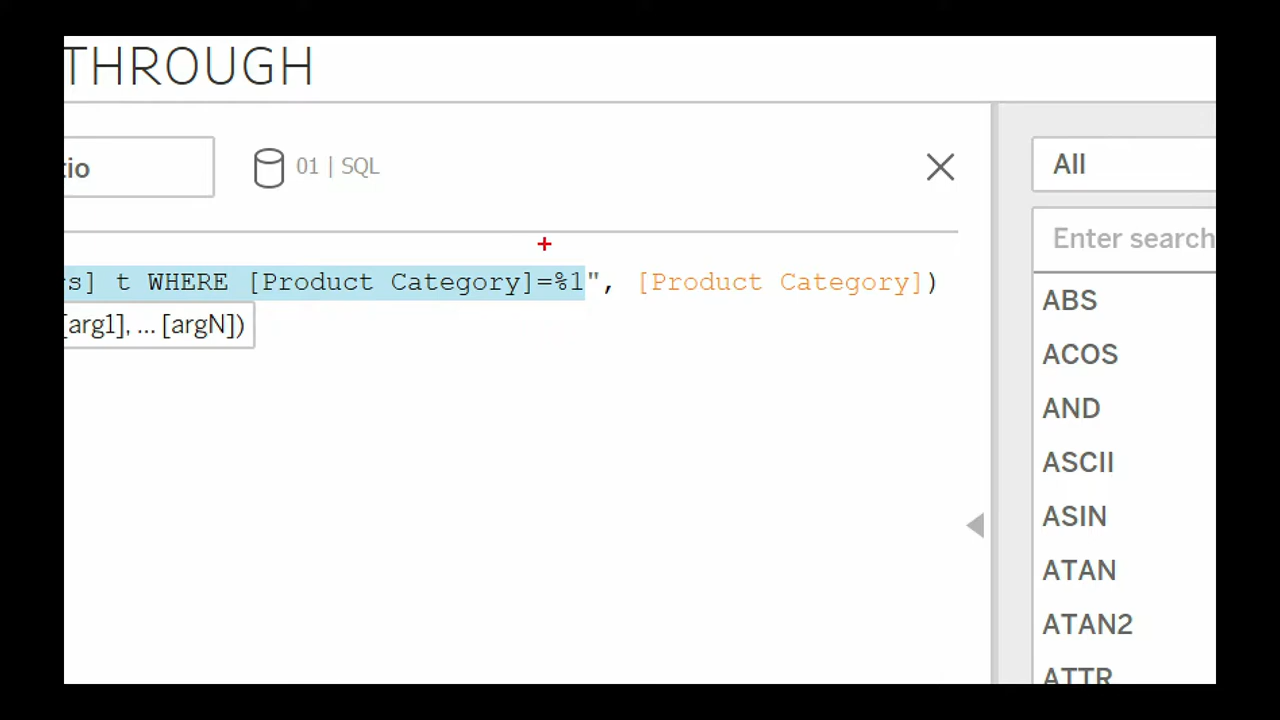 THROUGH
tio
01 | SQL
All
Enter search
s] t WHERE [Product Category]=%1", [Product Category])
[arg1], ... [argN])
ABS
ACOS
AND
ASCII
ASIN
ATAN
ATAN2
ATTR